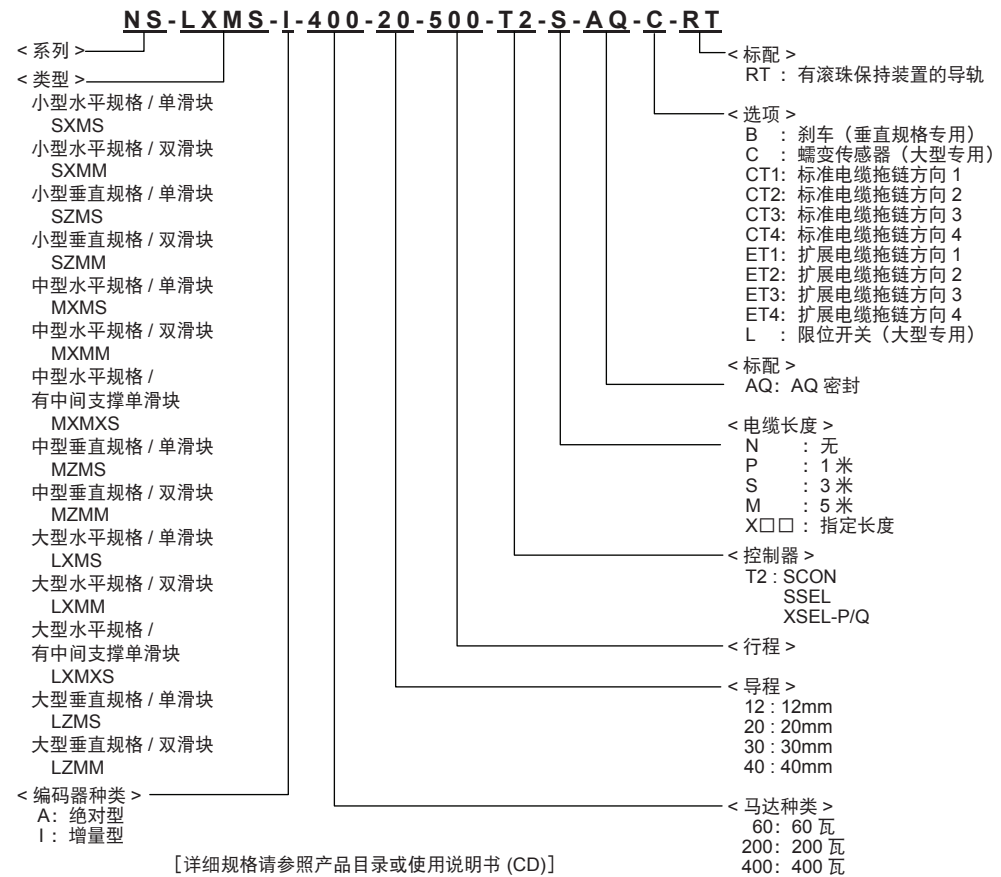 NS-LXMS-I-400-20-500-T2-S-AQ-C-RT
< 系列 >
< 类型 >
小型水平规格 / 单滑块
SXMS
小型水平规格 / 双滑块
SXMM
小型垂直规格 / 单滑块
SZMS
小型垂直规格 / 双滑块
SZMM
中型水平规格 / 单滑块
MXMS
中型水平规格 / 双滑块
MXMM
中型水平规格 /
有中间支撑单滑块
MXMXS
中型垂直规格 / 单滑块
MZMS
中型垂直规格 / 双滑块
MZMM
大型水平规格 / 单滑块
LXMS
大型水平规格 / 双滑块
LXMM
大型水平规格 /
有中间支撑单滑块
LXMXS
大型垂直规格 / 单滑块
LZMS
大型垂直规格 / 双滑块
LZMM
< 编码器种类 >
A：绝对型
I：增量型
< 标配 >
RT ：有滚珠保持装置的导轨
< 选项 >
B ：刹车（垂直规格专用）
C ：蠕变传感器（大型专用）
CT1：标准电缆拖链方向 1
CT2：标准电缆拖链方向 2
CT3：标准电缆拖链方向 3
CT4：标准电缆拖链方向 4
ET1：扩展电缆拖链方向 1
ET2：扩展电缆拖链方向 2
ET3：扩展电缆拖链方向 3
ET4：扩展电缆拖链方向 4
L ：限位开关（大型专用）
< 标配 >
AQ：AQ 密封
< 电缆长度 >
N ：无
P ：1 米
S ：3 米
M ：5 米
X□□ ：指定长度
< 控制器 >
T2 : SCON
SSEL
XSEL-P/Q
< 行程 >
< 导程 >
12 : 12mm
20 : 20mm
30 : 30mm
40 : 40mm
< 马达种类 >
60：60 瓦
200：200 瓦
400：400 瓦
［详细规格请参照产品目录或使用说明书 (CD)］